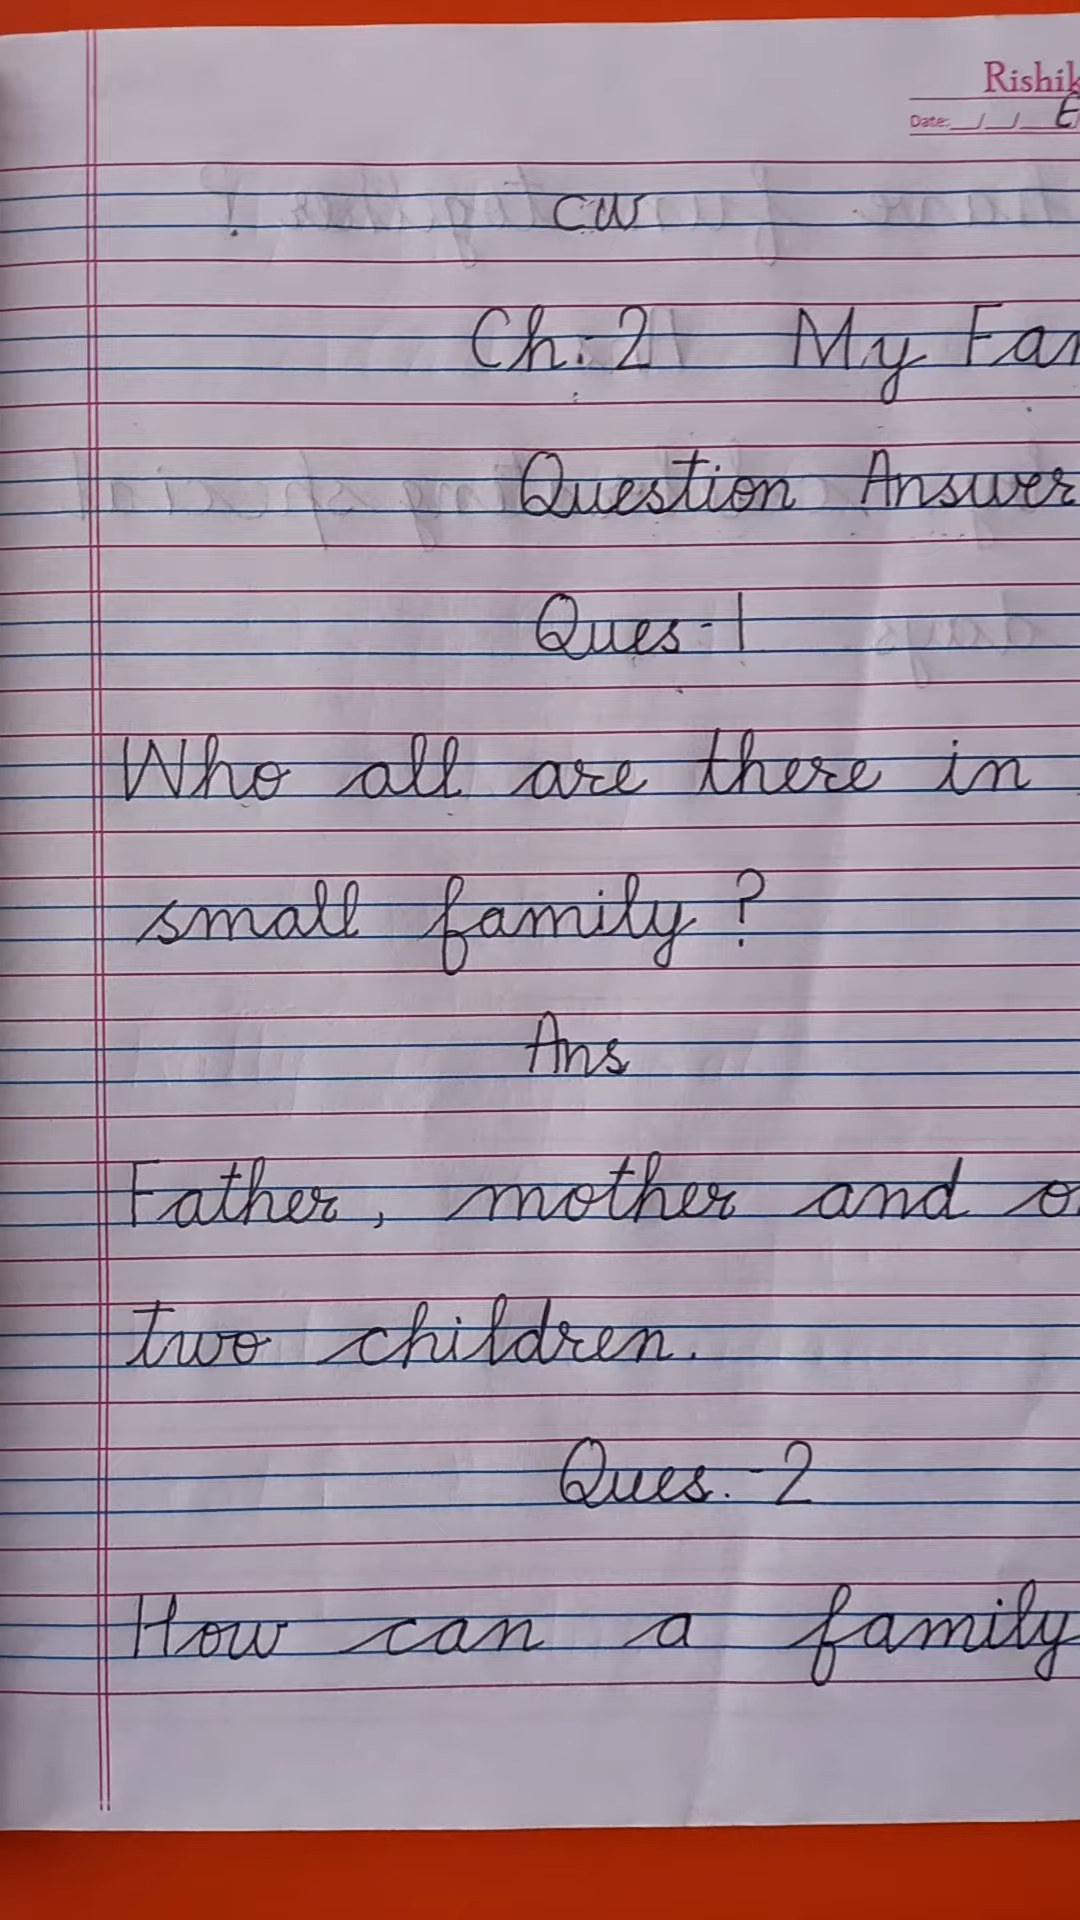 Rishik
Date:
CW
Ch:-2 My Fam
Question Answer
Ques-1
Who all are there in
small family?
Ans
Father, mother and o
two children.
Ques.-2
How can a family